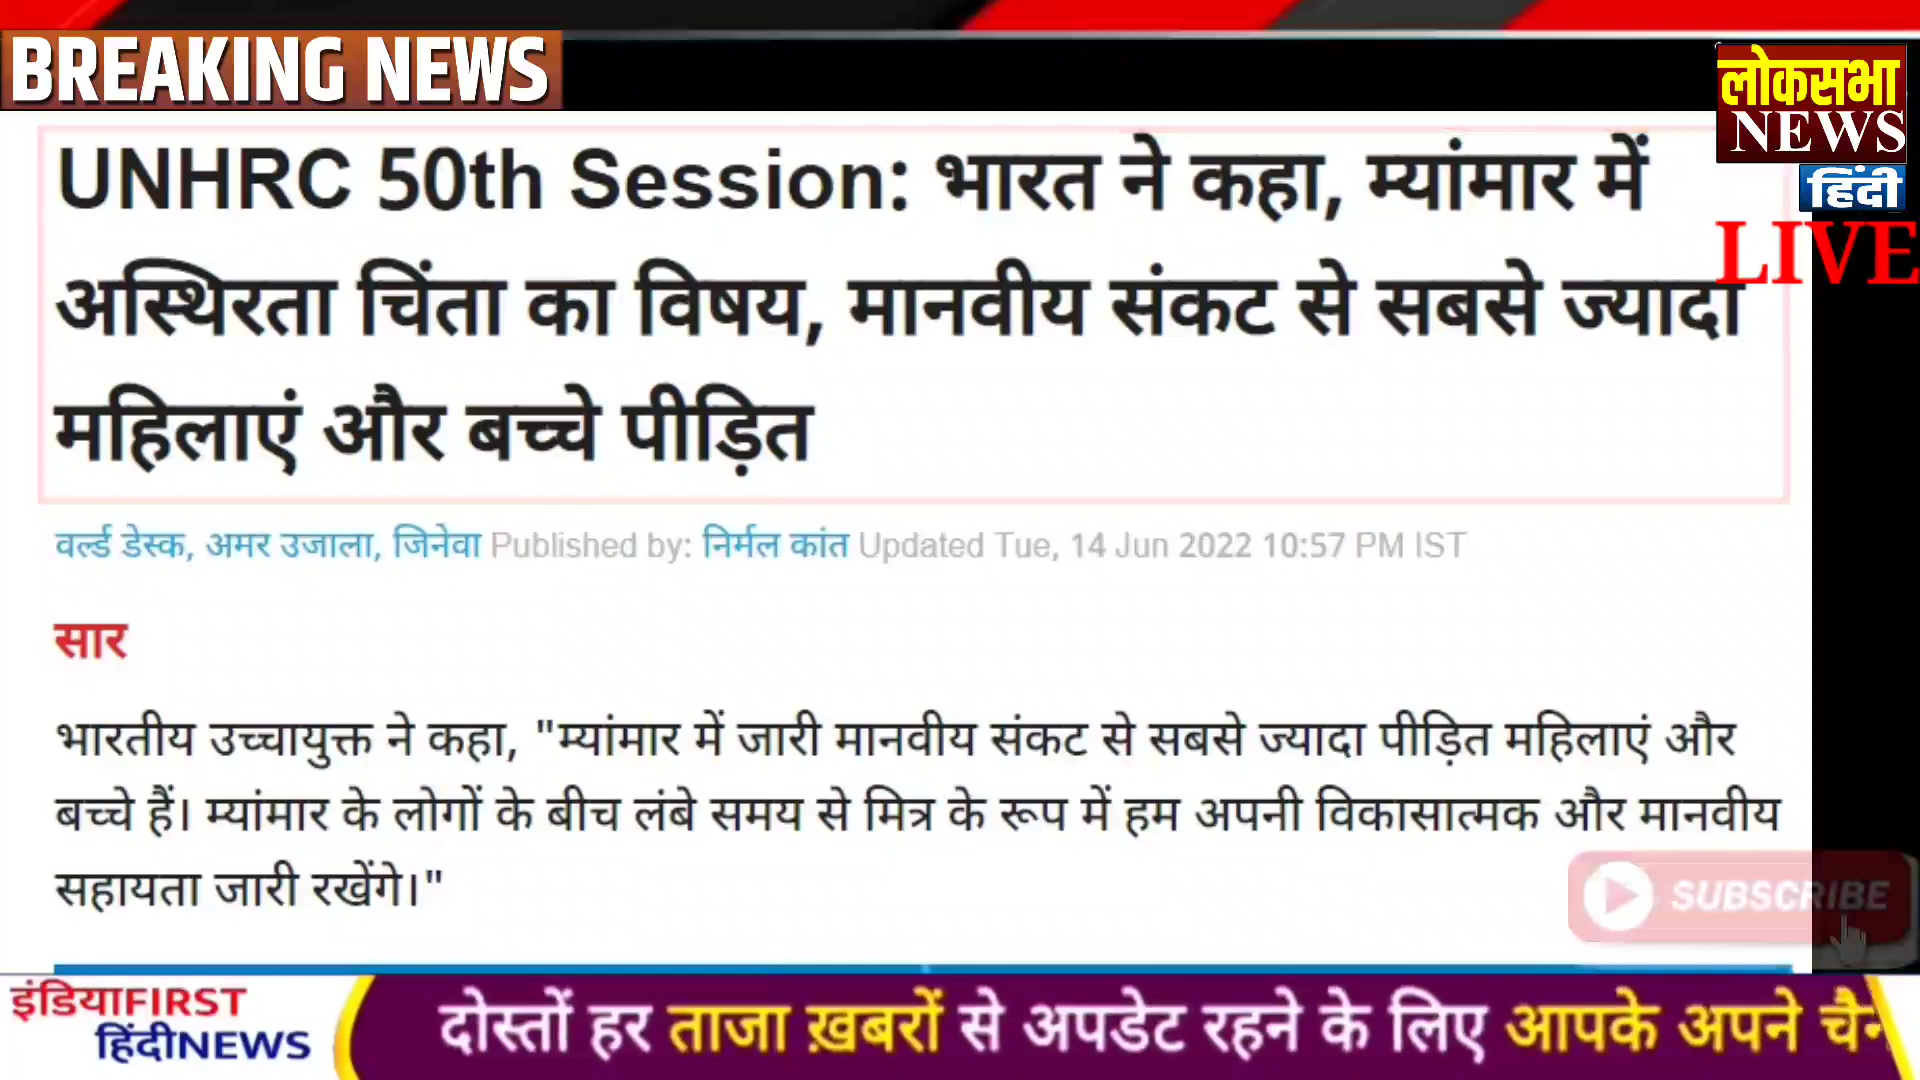 BREAKING NEWS
लोकसभा
NEWS
हिंदी
LIVE
UNHRC 50th Session: भारत ने कहा, म्यांमार में
अस्थिरता चिंता का विषय, मानवीय संकट से सबसे ज्यादा
महिलाएं और बच्चे पीड़ित
वर्ल्ड डेस्क, अमर उजाला, जिनेवा Published by: निर्मल कांत Updated Tue, 14 Jun 2022 10:57 PM IST
सार
भारतीय उच्चायुक्त ने कहा, "म्यांमार में जारी मानवीय संकट से सबसे ज्यादा पीड़ित महिलाएं और
बच्चे हैं। म्यांमार के लोगों के बीच लंबे समय से मित्र के रूप में हम अपनी विकासात्मक और मानवीय
सहायता जारी रखेंगे।"
SUBSCRIBE
इंडियाFIRST
हिंदीNEWS
दोस्तों हर ताजा ख़बरों से अपडेट रहने के लिए आपके अपने